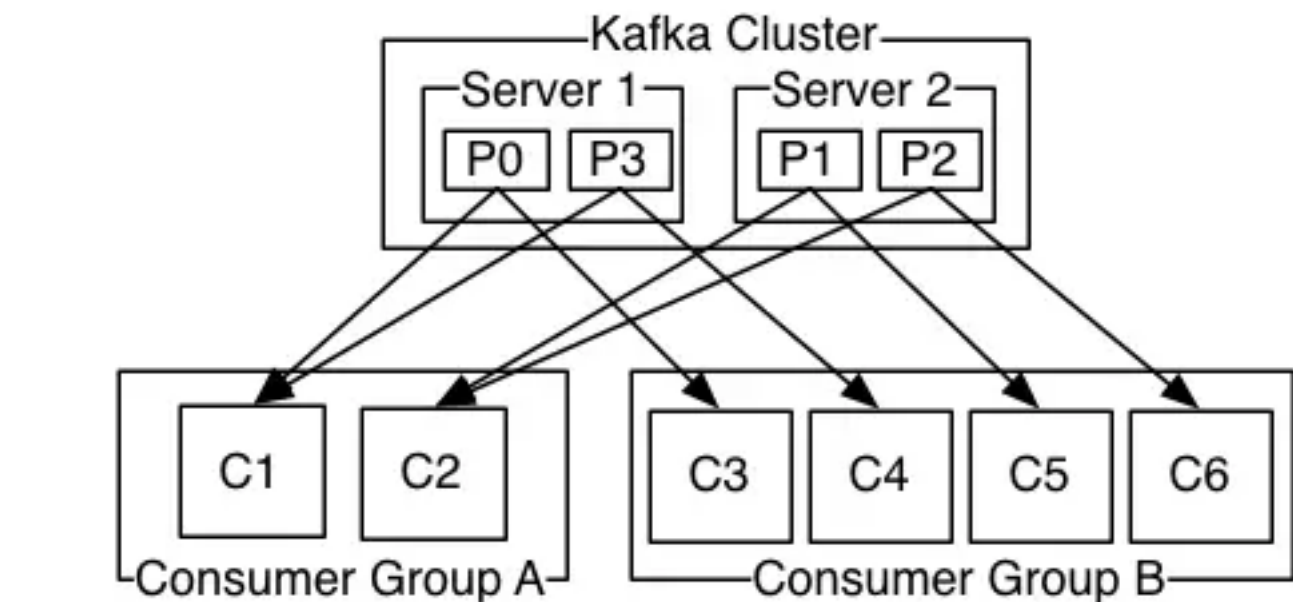 Kafka Cluster
Server 1 Server 2
P0 P3 P1 P2
C1 C2 C3 C4 C5 C6
Consumer Group A Consumer Group B